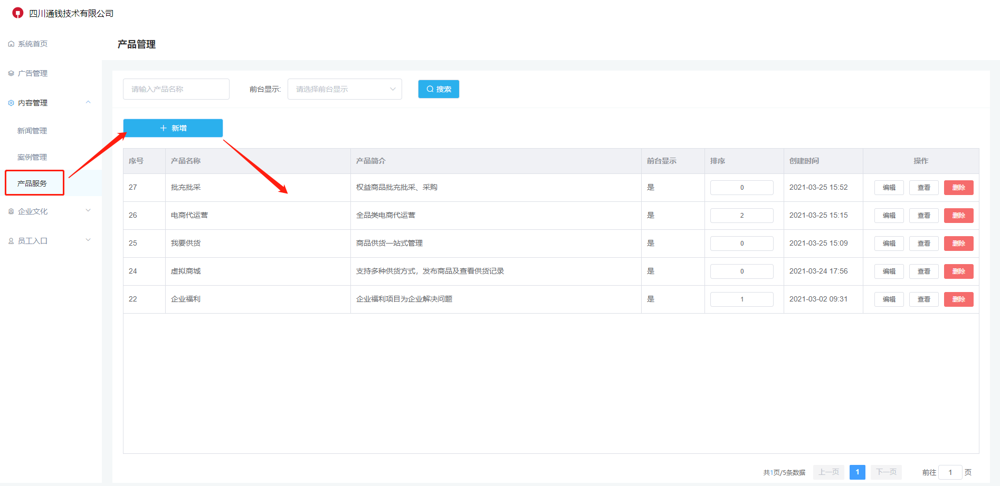 四川通钱技术有限公司
系统首页
广告管理
内容管理
新闻管理
案例管理
产品服务
企业文化
员工入口
产品管理
请输入产品名称 前台显示: 请选择前台显示 搜索
新增
序号 产品名称 产品简介 前台显示 排序 创建时间 操作
27 批充批采 权益商品批充批采、采购 是 0 2021-03-25 15:52 编辑 查看 删除
26 电商代运营 全品类电商代运营 是 2 2021-03-25 15:15 编辑 查看 删除
25 我要供货 商品供货一站式管理 是 0 2021-03-25 15:09 编辑 查看 删除
24 虚拟商城 支持多种供货方式，发布商品及查看供货记录 是 0 2021-03-24 17:56 编辑 查看 删除
22 企业福利 企业福利项目为企业解决问题 是 1 2021-03-02 09:31 编辑 查看 删除
共1页/5条数据 上一页 1 下一页 前往 1 页